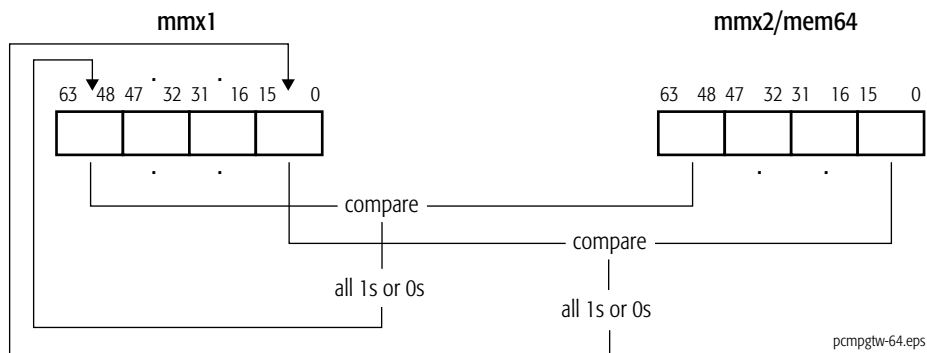 mmx1 mmx2/mem64
. .
63 48 47 32 31 16 15 0 63 48 47 32 31 16 15 0
. . . .
compare
compare
all 1s or 0s
all 1s or 0s
pcmpgtw-64.eps